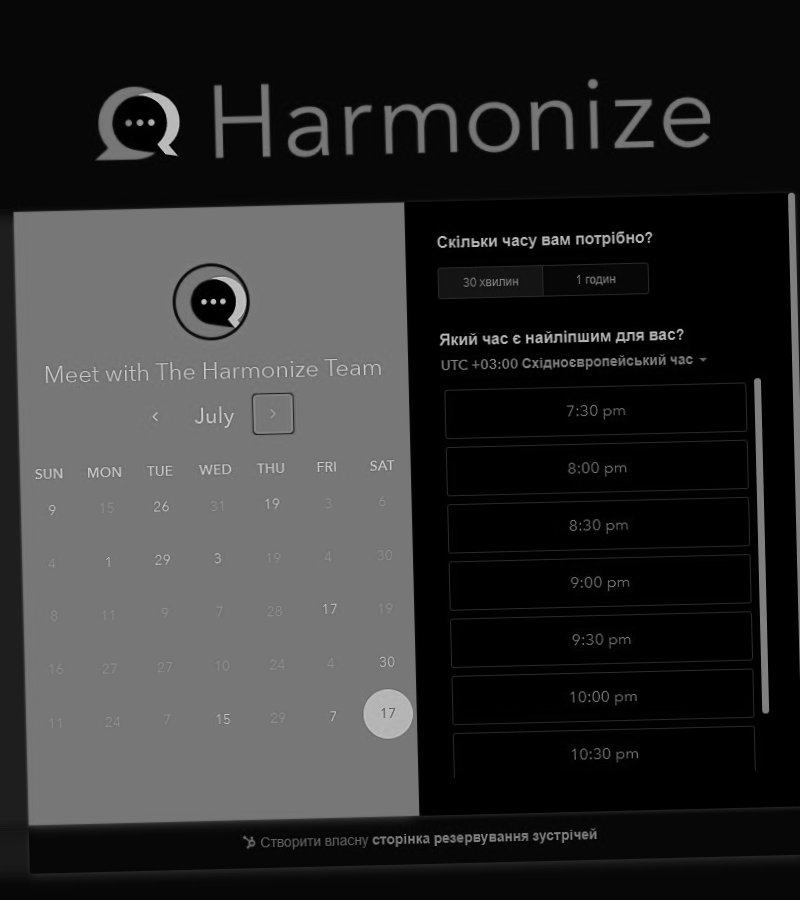 Harmonize
Meet with The Harmonize Team
July
SUN MON TUE WED THU FRI SAT
9 15 26 31 19 3 6
4 1 29 3 19 4 30
8 11 9 7 28 17 19
16 27 27 10 24 4 30
11 24 7 15 29 7 17
Скільки часу вам потрібно?
30 хвилин 1 годин
Який час є найліпшим для вас?
UTC +03:00 Східноєвропейський час
7:30 pm
8:00 pm
8:30 pm
9:00 pm
9:30 pm
10:00 pm
10:30 pm
Створити власну сторінка резервування зустрічей